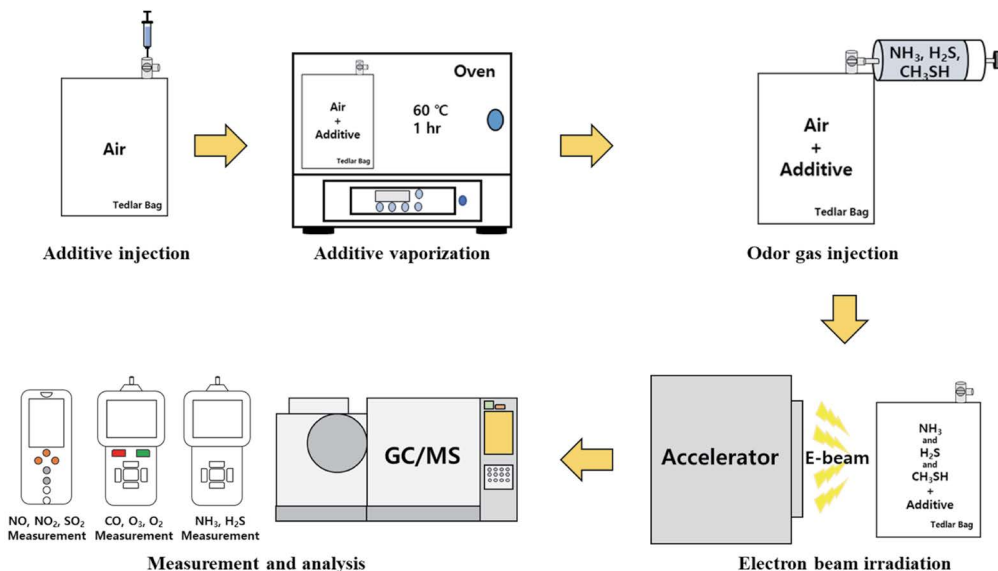 Air
Tedlar Bag
Additive injection
Oven
Air
+
Additive
Tedlar Bag
60 ℃
1 hr
Additive vaporization
NH3, H2S,
CH3SH
Air
+
Additive
Tedlar Bag
Odor gas injection
NO, NO2, SO2
Measurement
CO, O3, O2
Measurement
NH3, H2S
Measurement
GC/MS
Measurement and analysis
Accelerator
E-beam
NH3
and
H2S
and
CH3SH
+
Additive
Tedlar Bag
Electron beam irradiation